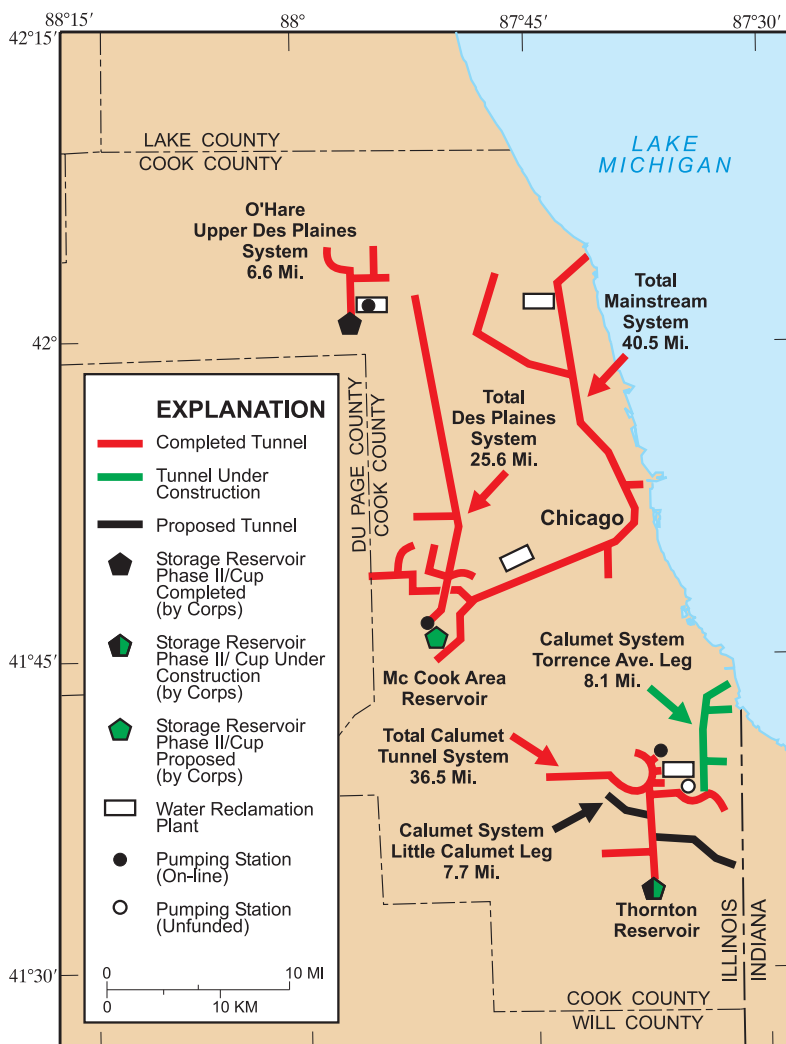 88°15′
88°
87°45′
87°30′
42°15′
LAKE COUNTY
COOK COUNTY
LAKE
MICHIGAN
O'Hare
Upper Des Plaines
System
6.6 Mi.
Total
Mainstream
System
40.5 Mi.
42°
DU PAGE COUNTY
COOK COUNTY
Total
Des Plaines
System
25.6 Mi.
Chicago
EXPLANATION
Completed Tunnel
Tunnel Under
Construction
Proposed Tunnel
Storage Reservoir
Phase II/Cup
Completed
(by Corps)
Storage Reservoir
Phase II/ Cup Under
Construction
(by Corps)
Storage Reservoir
Phase II/Cup
Proposed
(by Corps)
Water Reclamation
Plant
Pumping Station
(On-line)
Pumping Station
(Unfunded)
0 10 MI
0 10 KM
41°45′
Mc Cook Area
Reservoir
Calumet System
Torrence Ave. Leg
8.1 Mi.
Total Calumet
Tunnel System
36.5 Mi.
Calumet System
Little Calumet Leg
7.7 Mi.
Thornton
Reservoir
ILLINOIS
INDIANA
41°30′
COOK COUNTY
WILL COUNTY